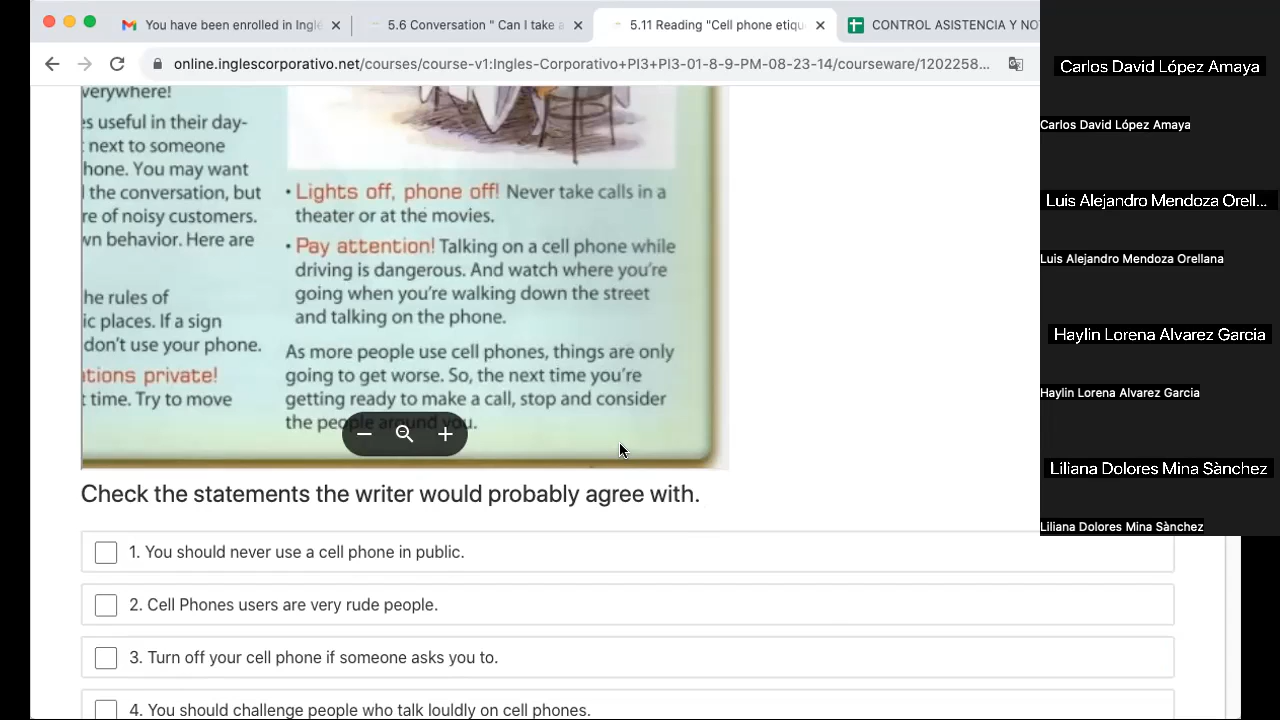 You have been enrolled in Ingle
5.6 Conversation " Can I take a
5.11 Reading "Cell phone etiqu
CONTROL ASISTENCIA Y NOT
online.inglescorporativo.net/courses/course-v1:Ingles-Corporativo+PI3+PI3-01-8-9-PM-08-23-14/courseware/1202258...
verywhere!
es useful in their day-
next to someone
hone. You may want
the conversation, but
re of noisy customers.
wn behavior. Here are
he rules of
ic places. If a sign
don't use your phone.
tions private!
t time. Try to move
• Lights off, phone off! Never take calls in a
theater or at the movies.
• Pay attention! Talking on a cell phone while
driving is dangerous. And watch where you're
going when you're walking down the street
and talking on the phone.
As more people use cell phones, things are only
going to get worse. So, the next time you're
getting ready to make a call, stop and consider
the people around you.
Check the statements the writer would probably agree with.
1. You should never use a cell phone in public.
2. Cell Phones users are very rude people.
3. Turn off your cell phone if someone asks you to.
4. You should challenge people who talk louldly on cell phones.
Carlos David López Amaya
Carlos David López Amaya
Luis Alejandro Mendoza Orell...
Luis Alejandro Mendoza Orellana
Haylin Lorena Alvarez Garcia
Haylin Lorena Alvarez Garcia
Liliana Dolores Mina Sànchez
Liliana Dolores Mina Sànchez